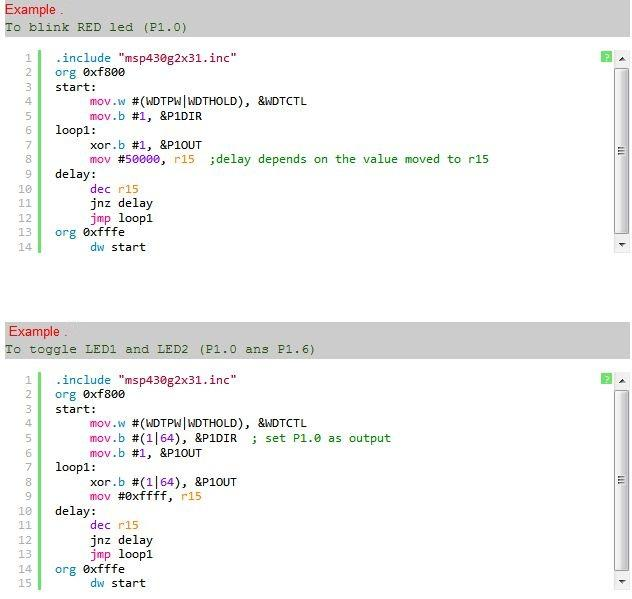 Example .
To blink RED led (P1.0)
1 .include "msp430g2x31.inc"
2 org 0xf800
3 start:
4 mov.w #(WDTPW|WDTHOLD), &WDTCTL
5 mov.b #1, &P1DIR
6 loop1:
7 xor.b #1, &P1OUT
8 mov #50000, r15 ;delay depends on the value moved to r15
9 delay:
10 dec r15
11 jnz delay
12 jmp loop1
13 org 0xfffe
14 dw start
?
Example .
To toggle LED1 and LED2 (P1.0 ans P1.6)
1 .include "msp430g2x31.inc"
2 org 0xf800
3 start:
4 mov.w #(WDTPW|WDTHOLD), &WDTCTL
5 mov.b #(1|64), &P1DIR ; set P1.0 as output
6 mov.b #1, &P1OUT
7 loop1:
8 xor.b #(1|64), &P1OUT
9 mov #0xffff, r15
10 delay:
11 dec r15
12 jnz delay
13 jmp loop1
14 org 0xfffe
15 dw start
?